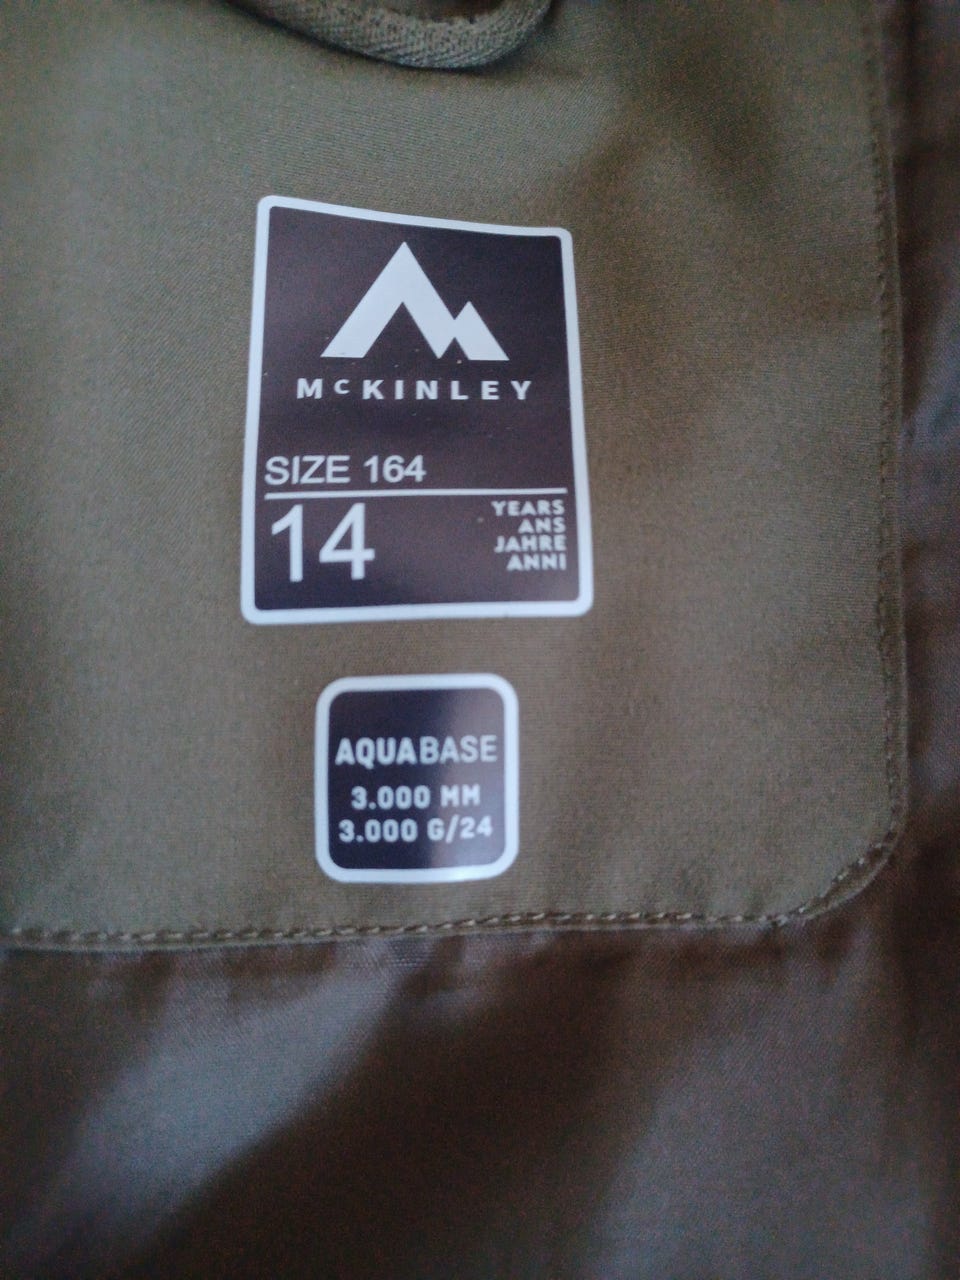 McKINLEY
SIZE 164
14
YEARS
ANS
JAHRE
ANNI
AQUABASE
3.000 MM
3.000 G/24